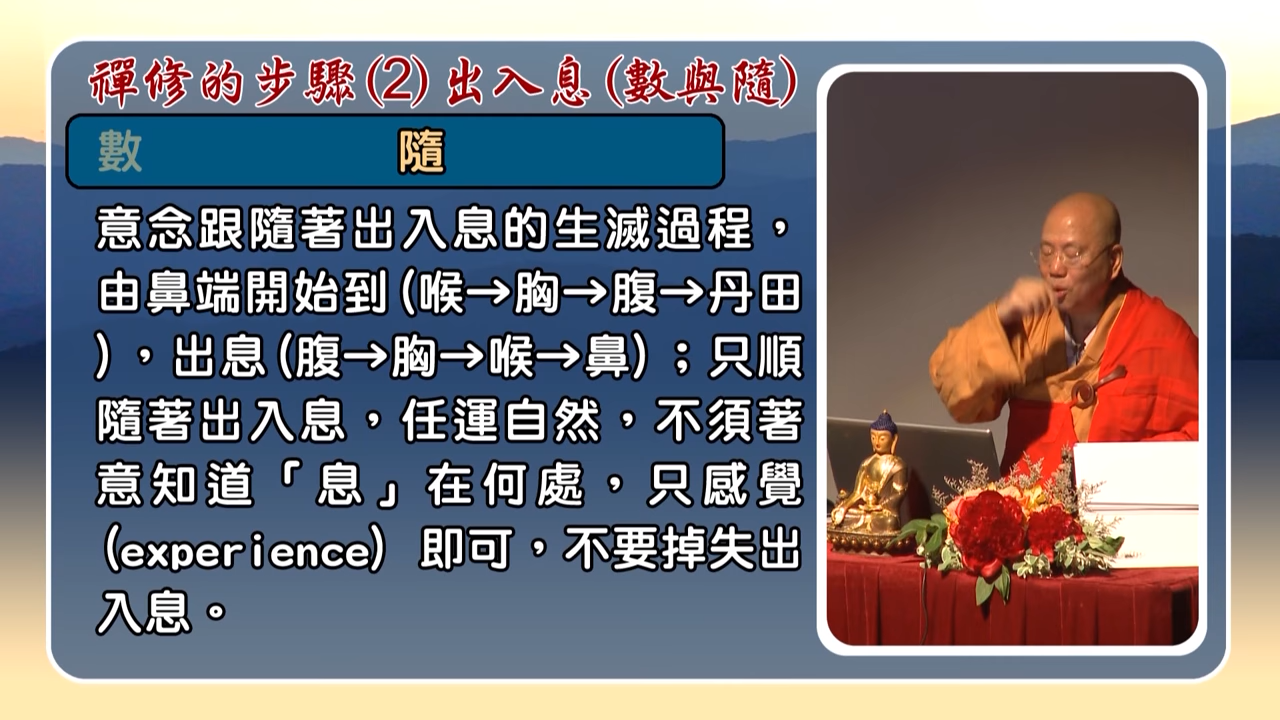 禪修的步驟(2)出入息(數與隨)
數 隨
意念跟隨著出入息的生滅過程，
由鼻端開始到(喉→胸→腹→丹田
)，出息(腹→胸→喉→鼻)；只順
隨著出入息，任運自然，不須著
意知道「息」在何處，只感覺
(experience) 即可，不要掉失出
入息。